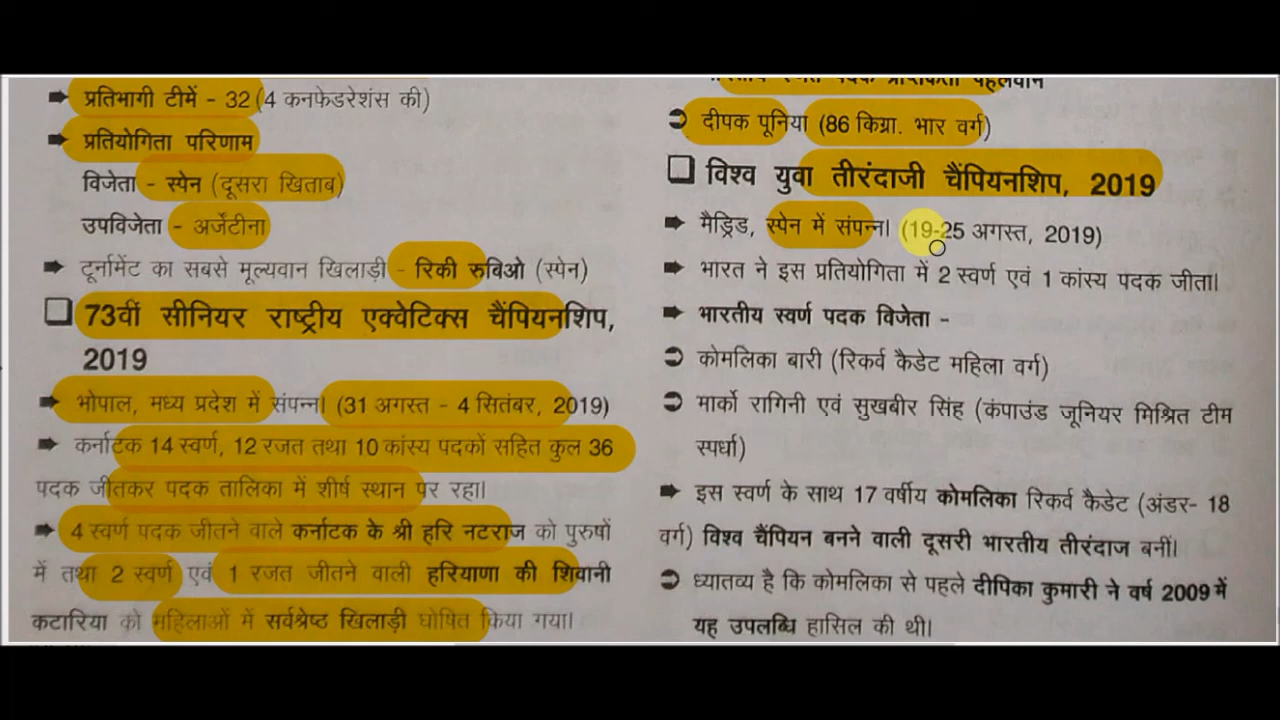 ➡ प्रतिभागी टीमें - 32 (4 कनफेडरेशंस की)
➡ प्रतियोगिता परिणाम
विजेता - स्पेन (दूसरा खिताब)
उपविजेता - अर्जेंटीना
➡ टूर्नामेंट का सबसे मूल्यवान खिलाड़ी - रिकी रुबिओ (स्पेन)
❑ 73वीं सीनियर राष्ट्रीय एक्वेटिक्स चैंपियनशिप,
2019
➡ भोपाल, मध्य प्रदेश में संपन्न। (31 अगस्त - 4 सितंबर, 2019)
➡ कर्नाटक 14 स्वर्ण, 12 रजत तथा 10 कांस्य पदकों सहित कुल 36
पदक जीतकर पदक तालिका में शीर्ष स्थान पर रहा।
➡ 4 स्वर्ण पदक जीतने वाले कर्नाटक के श्री हरि नटराज को पुरुषों
में तथा 2 स्वर्ण एवं 1 रजत जीतने वाली हरियाणा की शिवानी
कटारिया को महिलाओं में सर्वश्रेष्ठ खिलाड़ी घोषित किया गया।
भारतीय रजत पदक प्राप्तकर्ता पहलवान
➲ दीपक पूनिया (86 किग्रा. भार वर्ग)
❑ विश्व युवा तीरंदाजी चैंपियनशिप, 2019
➡ मैड्रिड, स्पेन में संपन्न। (19-25 अगस्त, 2019)
➡ भारत ने इस प्रतियोगिता में 2 स्वर्ण एवं 1 कांस्य पदक जीता।
➡ भारतीय स्वर्ण पदक विजेता -
➲ कोमलिका बारी (रिकर्व कैडेट महिला वर्ग)
➲ मार्को रागिनी एवं सुखबीर सिंह (कंपाउंड जूनियर मिश्रित टीम
स्पर्धा)
➡ इस स्वर्ण के साथ 17 वर्षीय कोमलिका रिकर्व कैडेट (अंडर- 18
वर्ग) विश्व चैंपियन बनने वाली दूसरी भारतीय तीरंदाज बनीं।
➲ ध्यातव्य है कि कोमलिका से पहले दीपिका कुमारी ने वर्ष 2009 में
यह उपलब्धि हासिल की थी।